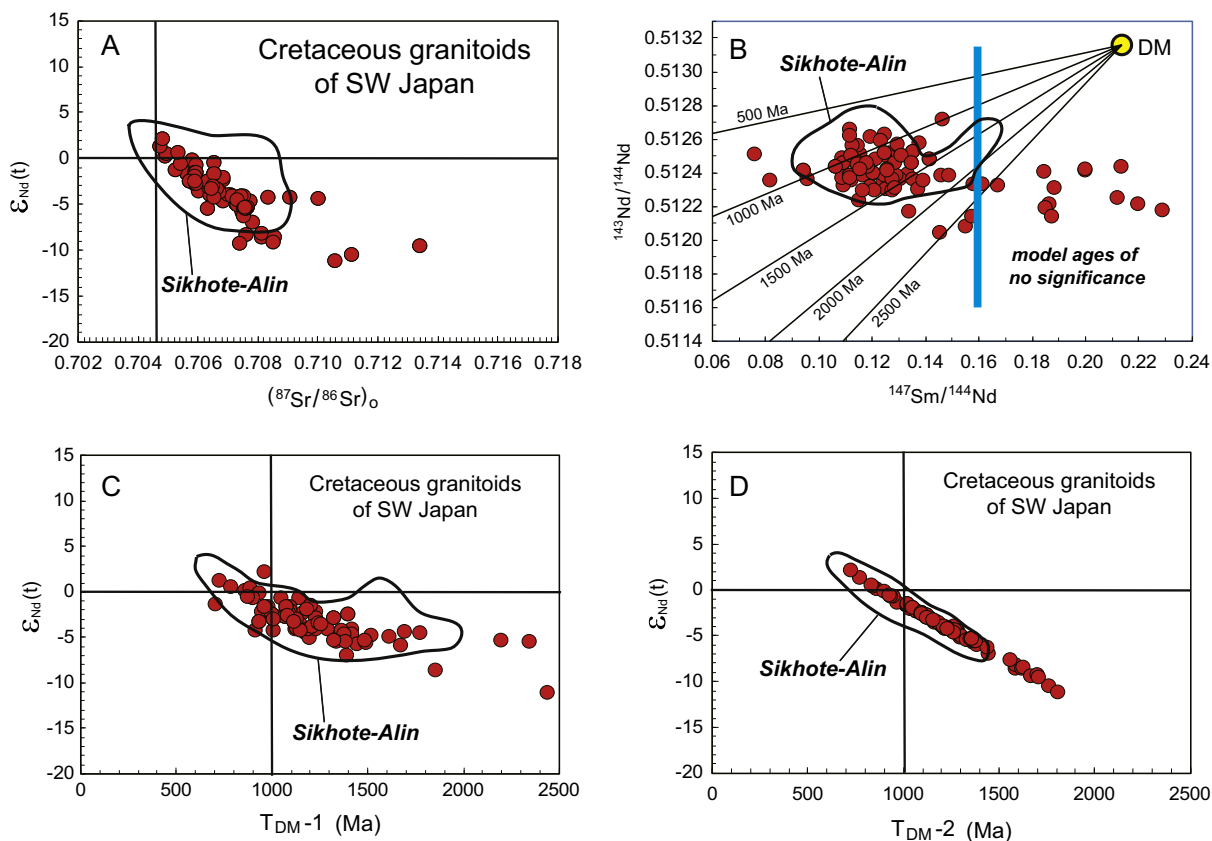 A
Cretaceous granitoids
of SW Japan
Sikhote-Alin
εNd(t)
15
10
5
0
-5
-10
-15
-20
0.702
0.704
0.706
0.708
0.710
0.712
0.714
0.716
0.718
(87Sr/86Sr)o
B
Sikhote-Alin
DM
500 Ma
1000 Ma
1500 Ma
2000 Ma
2500 Ma
model ages of
no significance
143Nd/144Nd
0.5132
0.5130
0.5128
0.5126
0.5124
0.5122
0.5120
0.5118
0.5116
0.5114
0.06
0.08
0.10
0.12
0.14
0.16
0.18
0.20
0.22
0.24
147Sm/144Nd
C
Cretaceous granitoids
of SW Japan
Sikhote-Alin
εNd(t)
15
10
5
0
-5
-10
-15
-20
0
500
1000
1500
2000
2500
TDM-1 (Ma)
D
Cretaceous granitoids
of SW Japan
Sikhote-Alin
εNd(t)
15
10
5
0
-5
-10
-15
-20
0
500
1000
1500
2000
2500
TDM-2 (Ma)